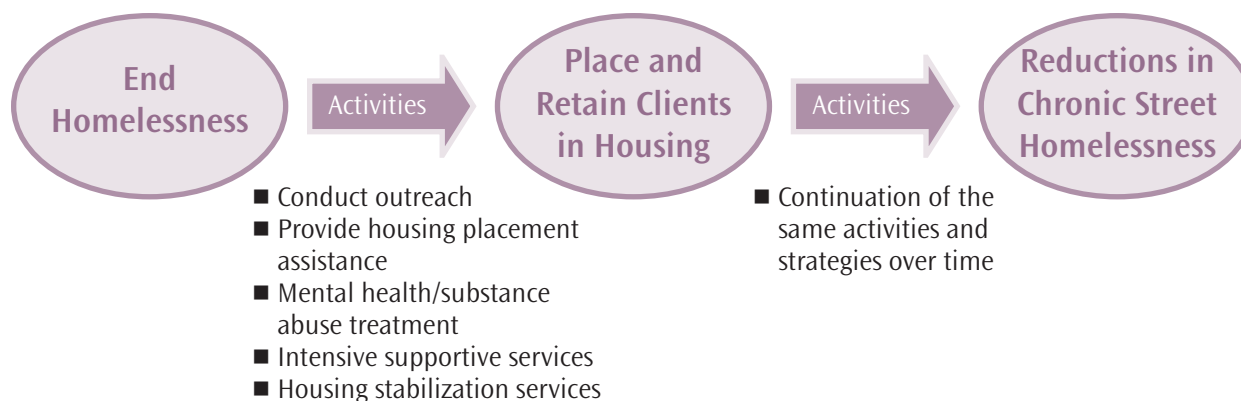 End
Homelessness
Activities
Place and
Retain Clients
in Housing
Activities
Reductions in
Chronic Street
Homelessness
■ Conduct outreach
■ Provide housing placement
assistance
■ Mental health/substance
abuse treatment
■ Intensive supportive services
■ Housing stabilization services
■ Continuation of the
same activities and
strategies over time